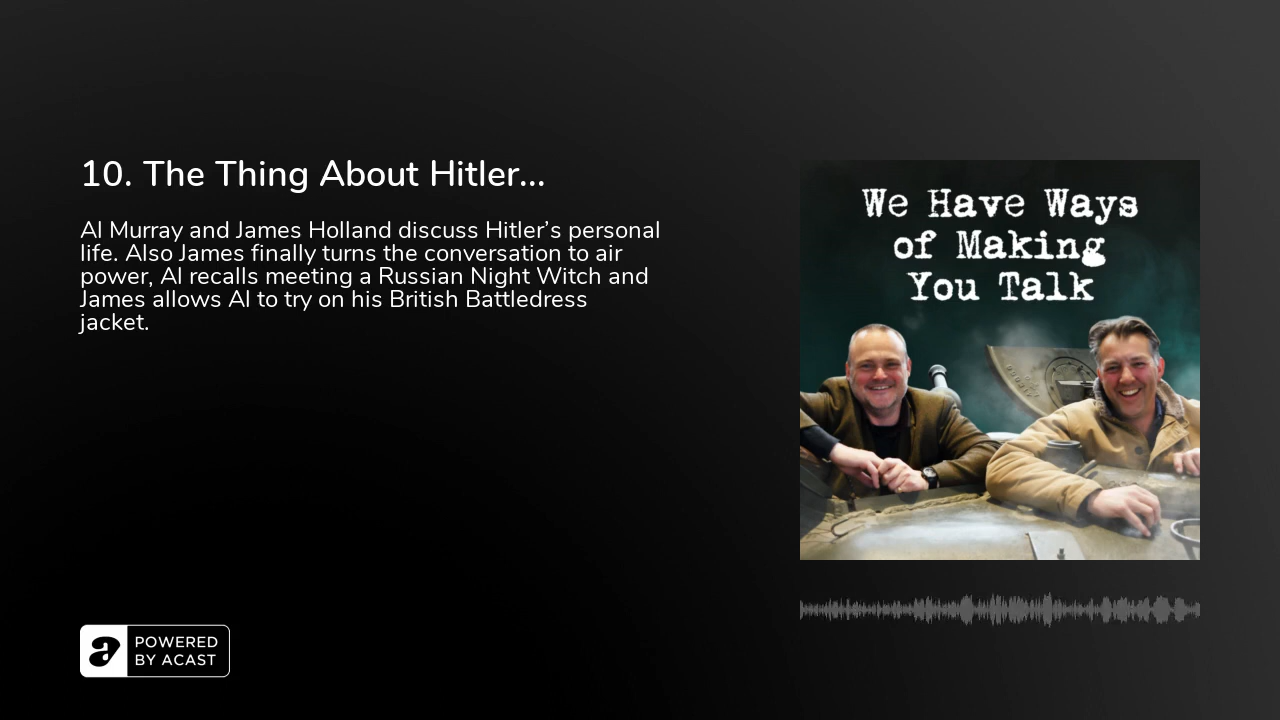 10. The Thing About Hitler...
Al Murray and James Holland discuss Hitler’s personal
life. Also James finally turns the conversation to air
power, Al recalls meeting a Russian Night Witch and
James allows Al to try on his British Battledress
jacket.
We Have Ways
of Making
You Talk
a
POWERED
BY ACAST